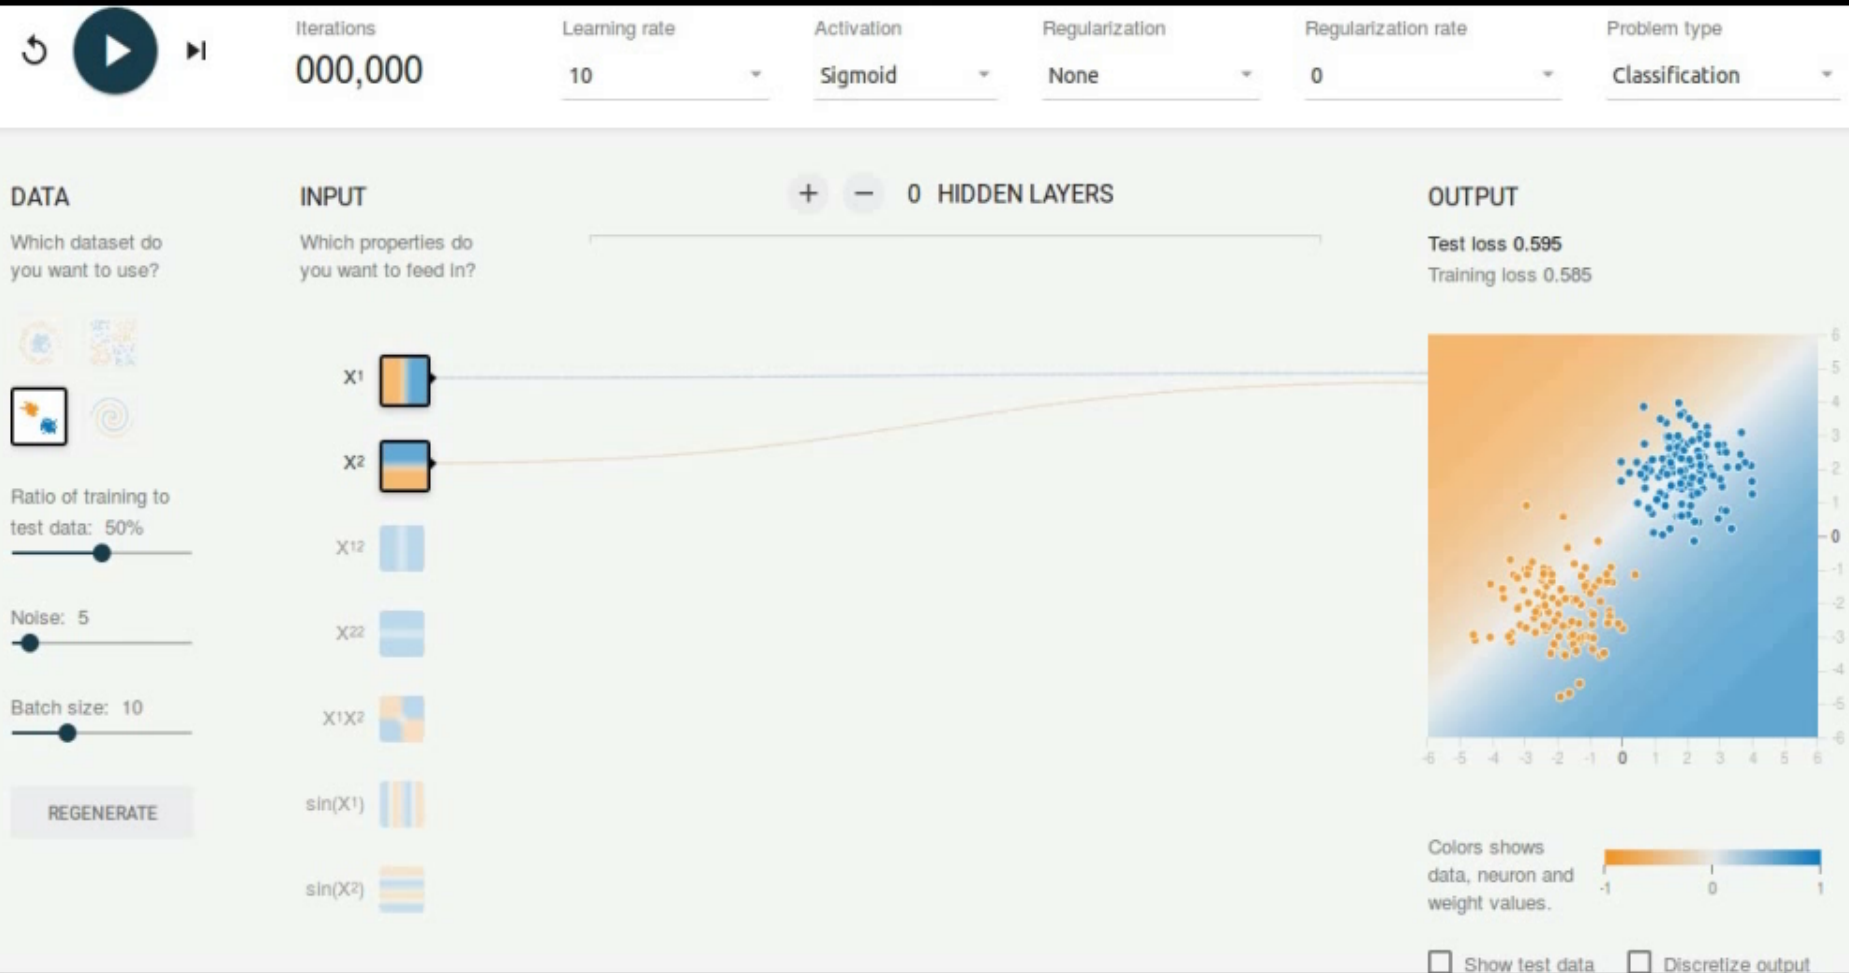 Iterations
000,000
Learning rate
10
Activation
Sigmoid
Regularization
None
Regularization rate
0
Problem type
Classification
DATA
Which dataset do
you want to use?
Ratio of training to
test data: 50%
Noise: 5
Batch size: 10
REGENERATE
INPUT
Which properties do
you want to feed in?
X1
X2
X12
X22
X1X2
sin(X1)
sin(X2)
+ − 0 HIDDEN LAYERS
OUTPUT
Test loss 0.595
Training loss 0.585
6
5
4
3
2
1
0
-1
-2
-3
-4
-5
-6
-6 -5 -4 -3 -2 -1 0 1 2 3 4 5 6
Colors shows
data, neuron and
weight values.
-1 0 1
Show test data
Discretize output